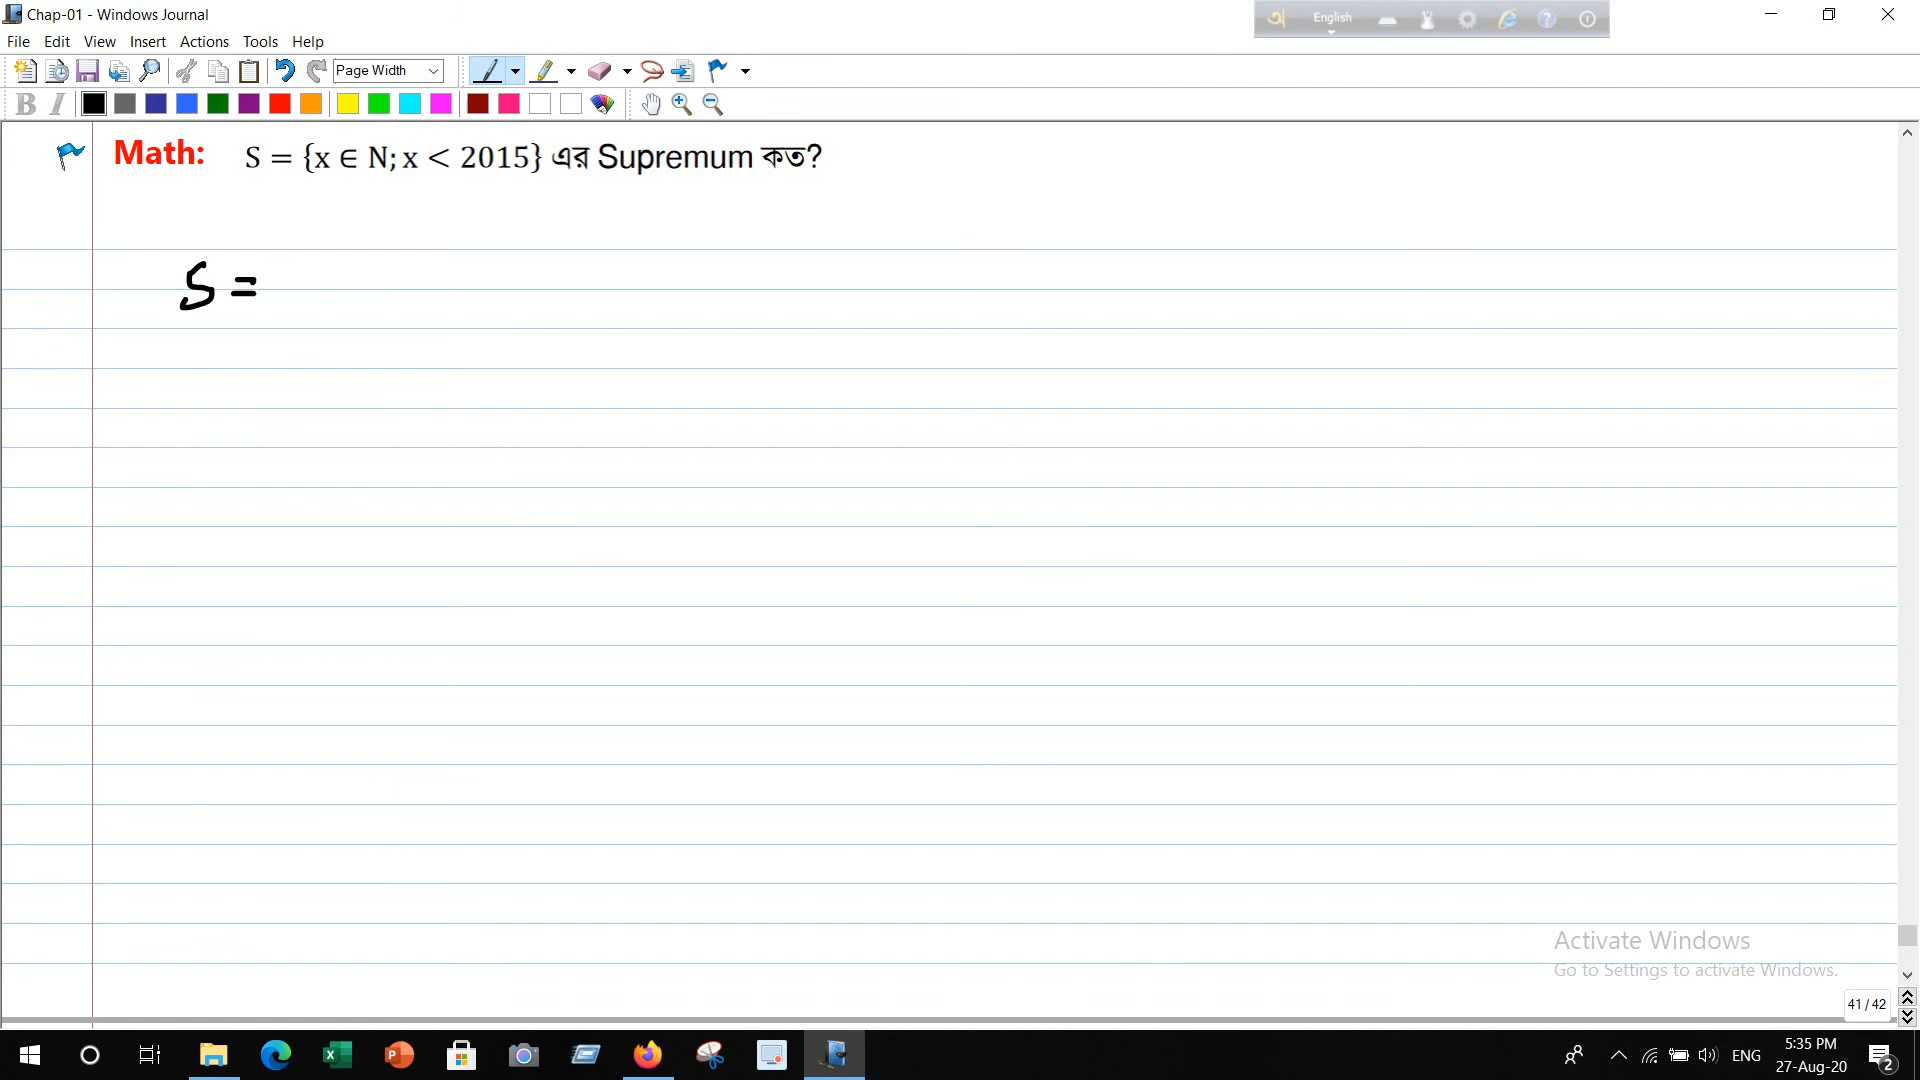 Chap-01 - Windows Journal
English
File Edit View Insert Actions Tools Help
Page Width
B I
Math: S = {x ∈ N; x < 2015} এর Supremum কত?
S =
Activate Windows
Go to Settings to activate Windows.
41 / 42
ENG
5:35 PM
27-Aug-20
2